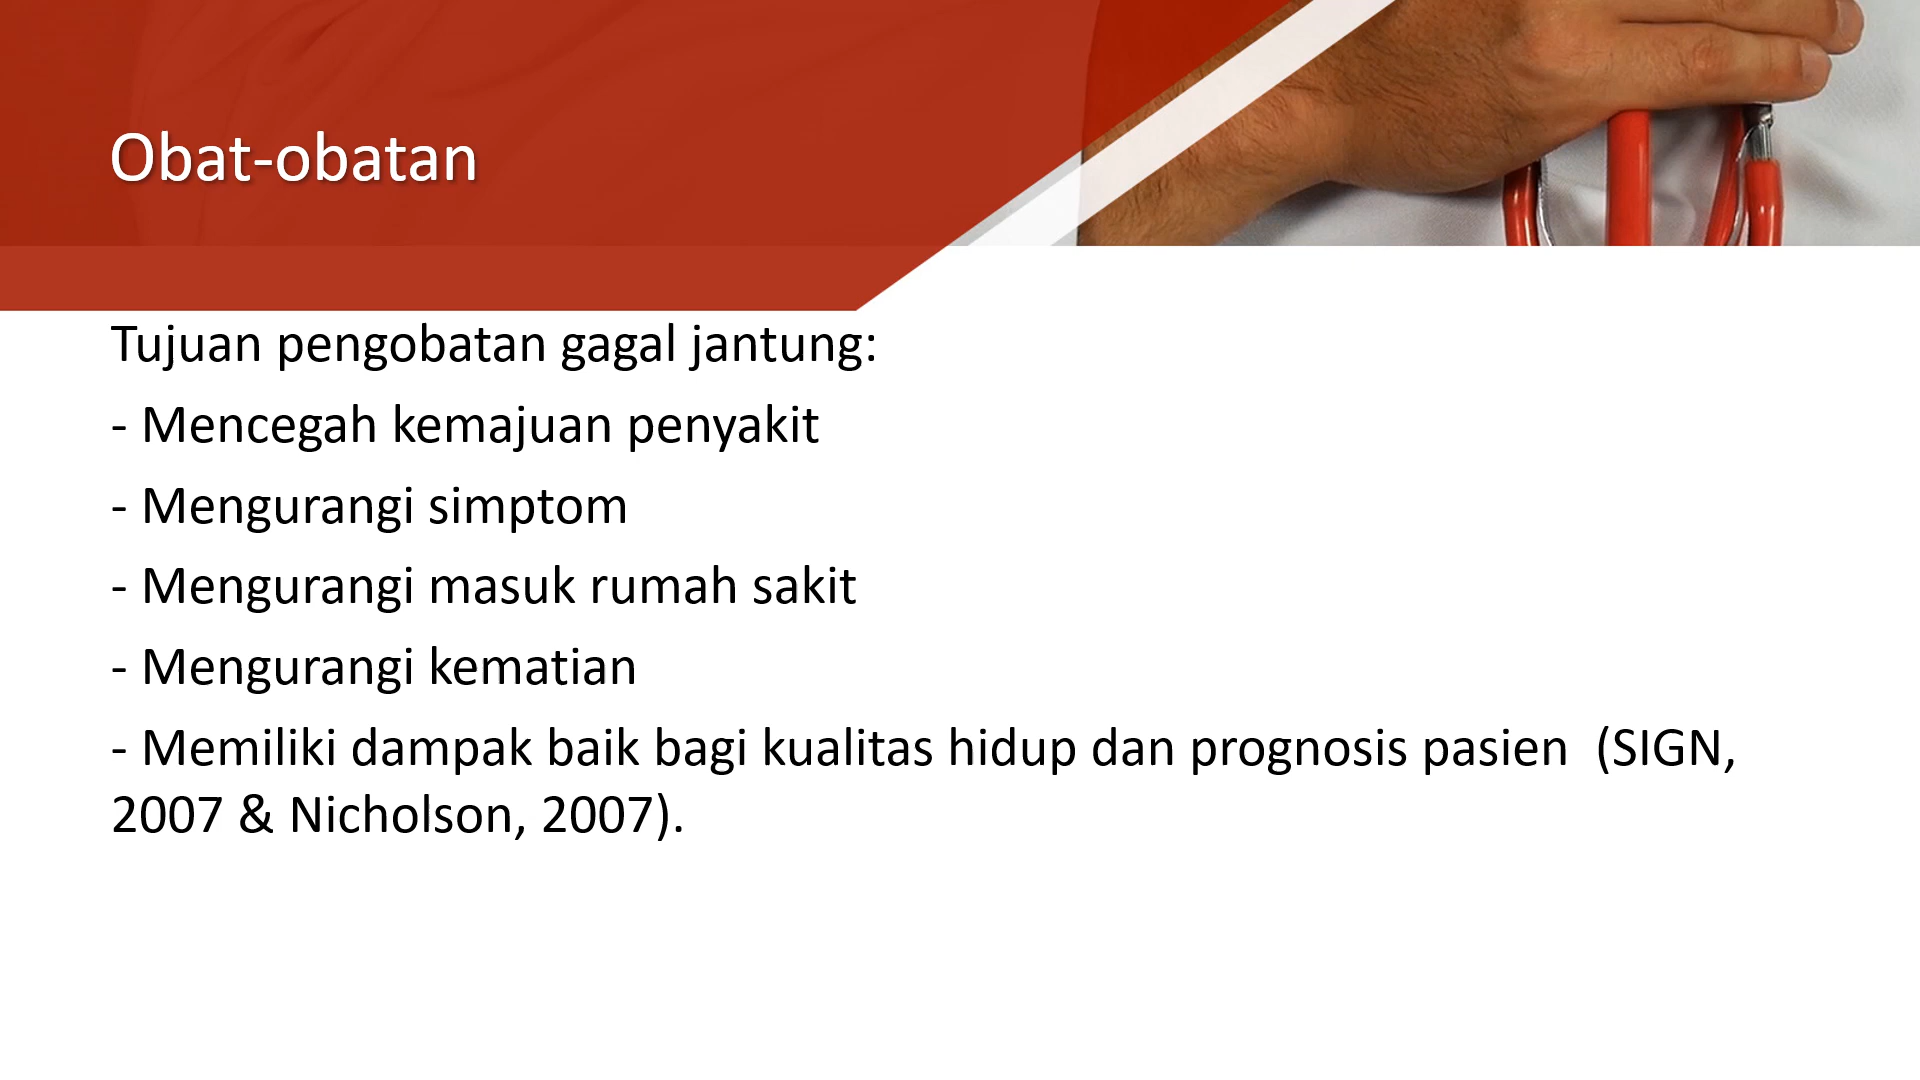 Obat-obatan
Tujuan pengobatan gagal jantung:
- Mencegah kemajuan penyakit
- Mengurangi simptom
- Mengurangi masuk rumah sakit
- Mengurangi kematian
- Memiliki dampak baik bagi kualitas hidup dan prognosis pasien  (SIGN,
2007 & Nicholson, 2007).